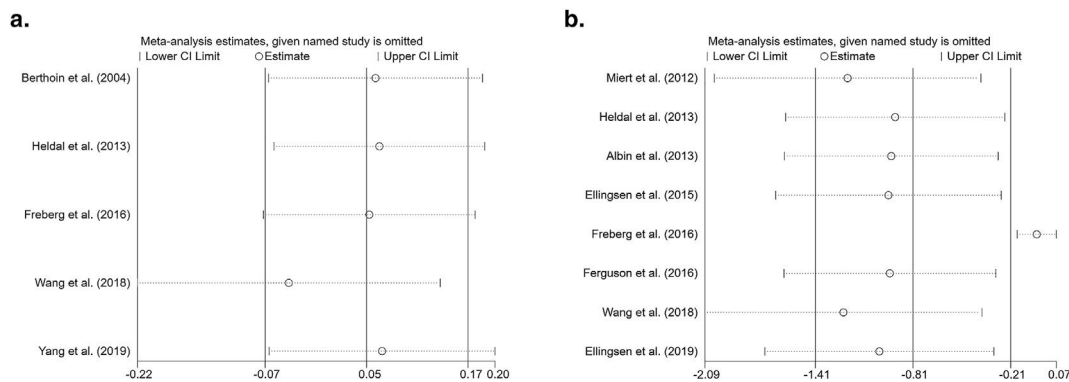 a.
Meta-analysis estimates, given named study is omitted
Lower CI Limit Estimate Upper CI Limit
Berthoin et al. (2004)
Heldal et al. (2013)
Freberg et al. (2016)
Wang et al. (2018)
Yang et al. (2019)
-0.22 -0.07 0.05 0.17 0.20
b.
Meta-analysis estimates, given named study is omitted
Lower CI Limit Estimate Upper CI Limit
Miert et al. (2012)
Heldal et al. (2013)
Albin et al. (2013)
Ellingsen et al. (2015)
Freberg et al. (2016)
Ferguson et al. (2016)
Wang et al. (2018)
Ellingsen et al. (2019)
-2.09 -1.41 -0.81 -0.21 0.07